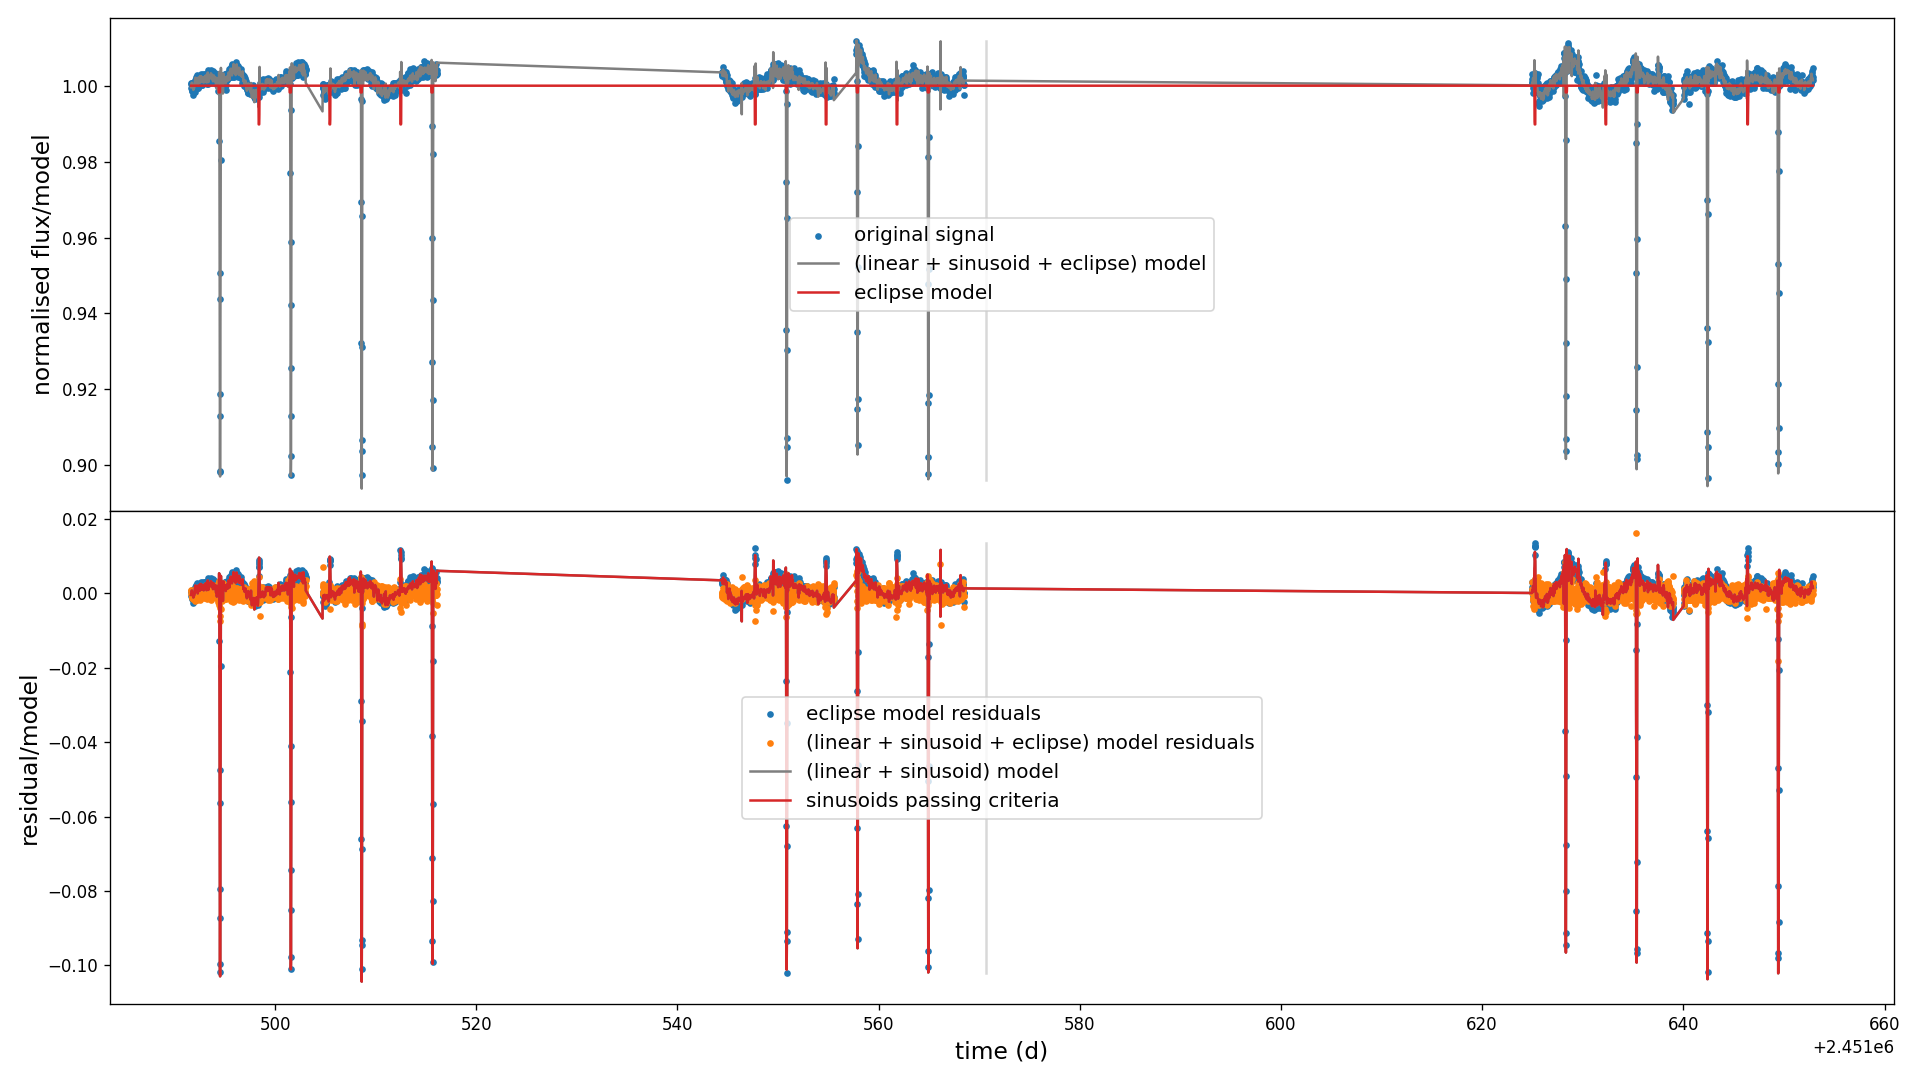 normalised flux/model
1.00
0.98
0.96
0.94
0.92
0.90
original signal
(linear + sinusoid + eclipse) model
eclipse model
residual/model
0.02
0.00
−0.02
−0.04
−0.06
−0.08
−0.10
eclipse model residuals
(linear + sinusoid + eclipse) model residuals
(linear + sinusoid) model
sinusoids passing criteria
500 520 540 560 580 600 620 640 660
time (d)
+2.451e6